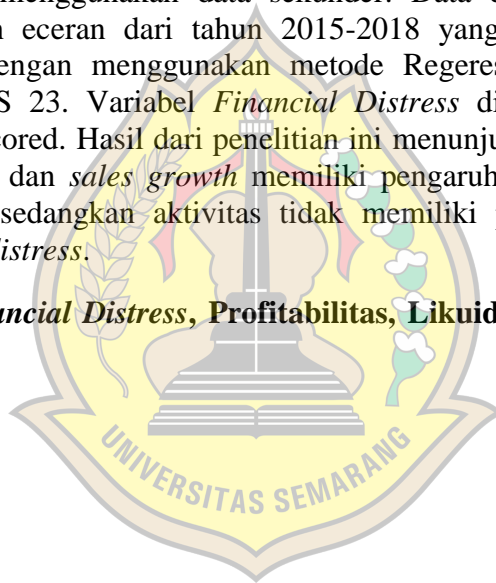 menggunakan data sekunder. Data
eceran dari tahun 2015-2018 yang
engan menggunakan metode Regeres
S 23. Variabel Financial Distress di
cored. Hasil dari penelitian ini menunju
dan sales growth memiliki pengaruh
sedangkan aktivitas tidak memiliki
distress.
ancial Distress, Profitabilitas, Likuid
UNIVERSITAS SEMARANG